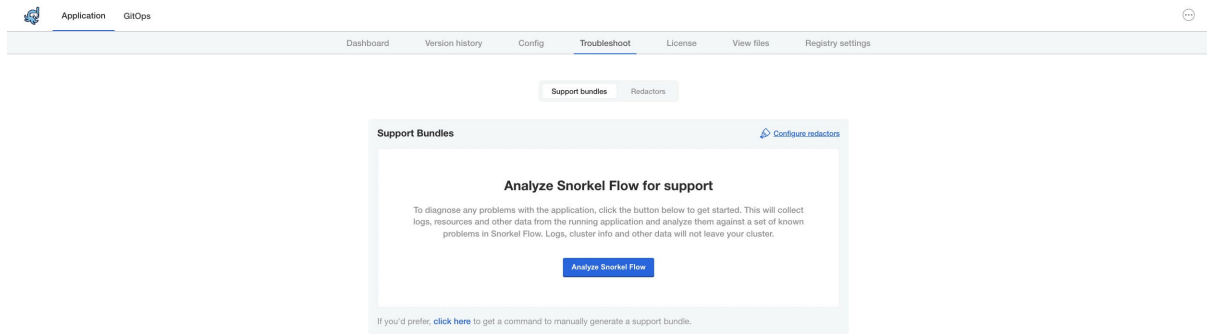 Application GitOps
Dashboard Version history Config Troubleshoot License View files Registry settings
Support bundles Redactors
Support Bundles Configure redactors
Analyze Snorkel Flow for support
To diagnose any problems with the application, click the button below to get started. This will collect
logs, resources and other data from the running application and analyze them against a set of known
problems in Snorkel Flow. Logs, cluster info and other data will not leave your cluster.
Analyze Snorkel Flow
If you'd prefer, click here to get a command to manually generate a support bundle.